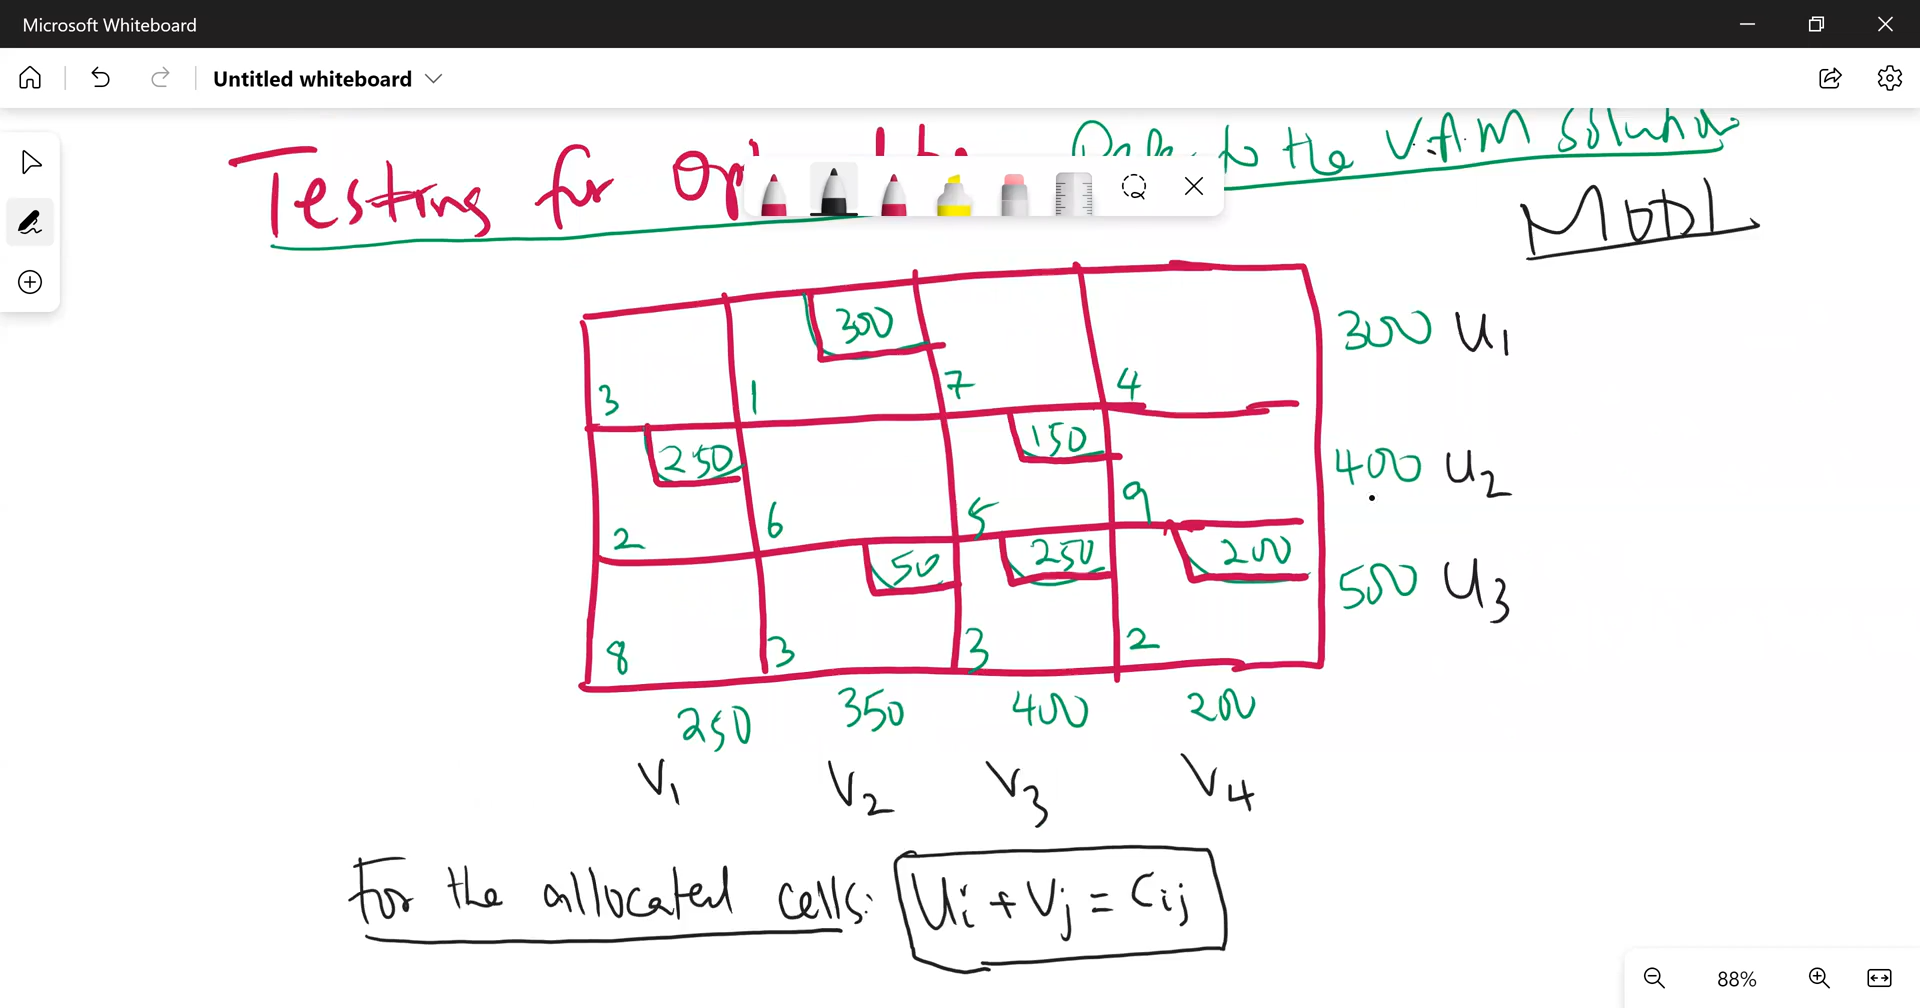 Microsoft Whiteboard
Untitled whiteboard
Testing for to the V.A.M solution
MODI
300
3 1 7 4 300 U1
250 150
2 6 5 9 400 U2
50 250 200
8 3 3 2 500 U3
250 350 400 200
V1 V2 V3 V4
For the allocated cells: Ui + Vj = Cij
88%